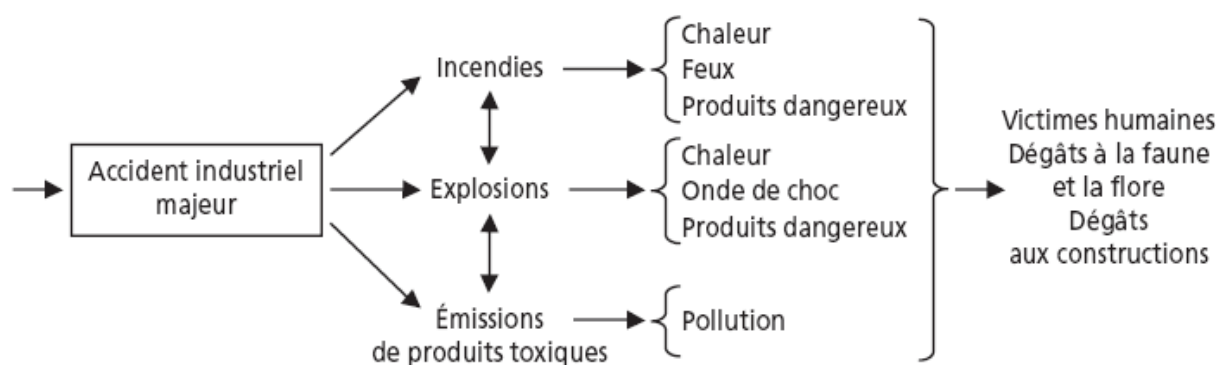 Accident industriel
majeur
Incendies
Explosions
Émissions
de produits toxiques
Chaleur
Feux
Produits dangereux
Chaleur
Onde de choc
Produits dangereux
Pollution
Victimes humaines
Dégâts à la faune
et la flore
Dégâts
aux constructions